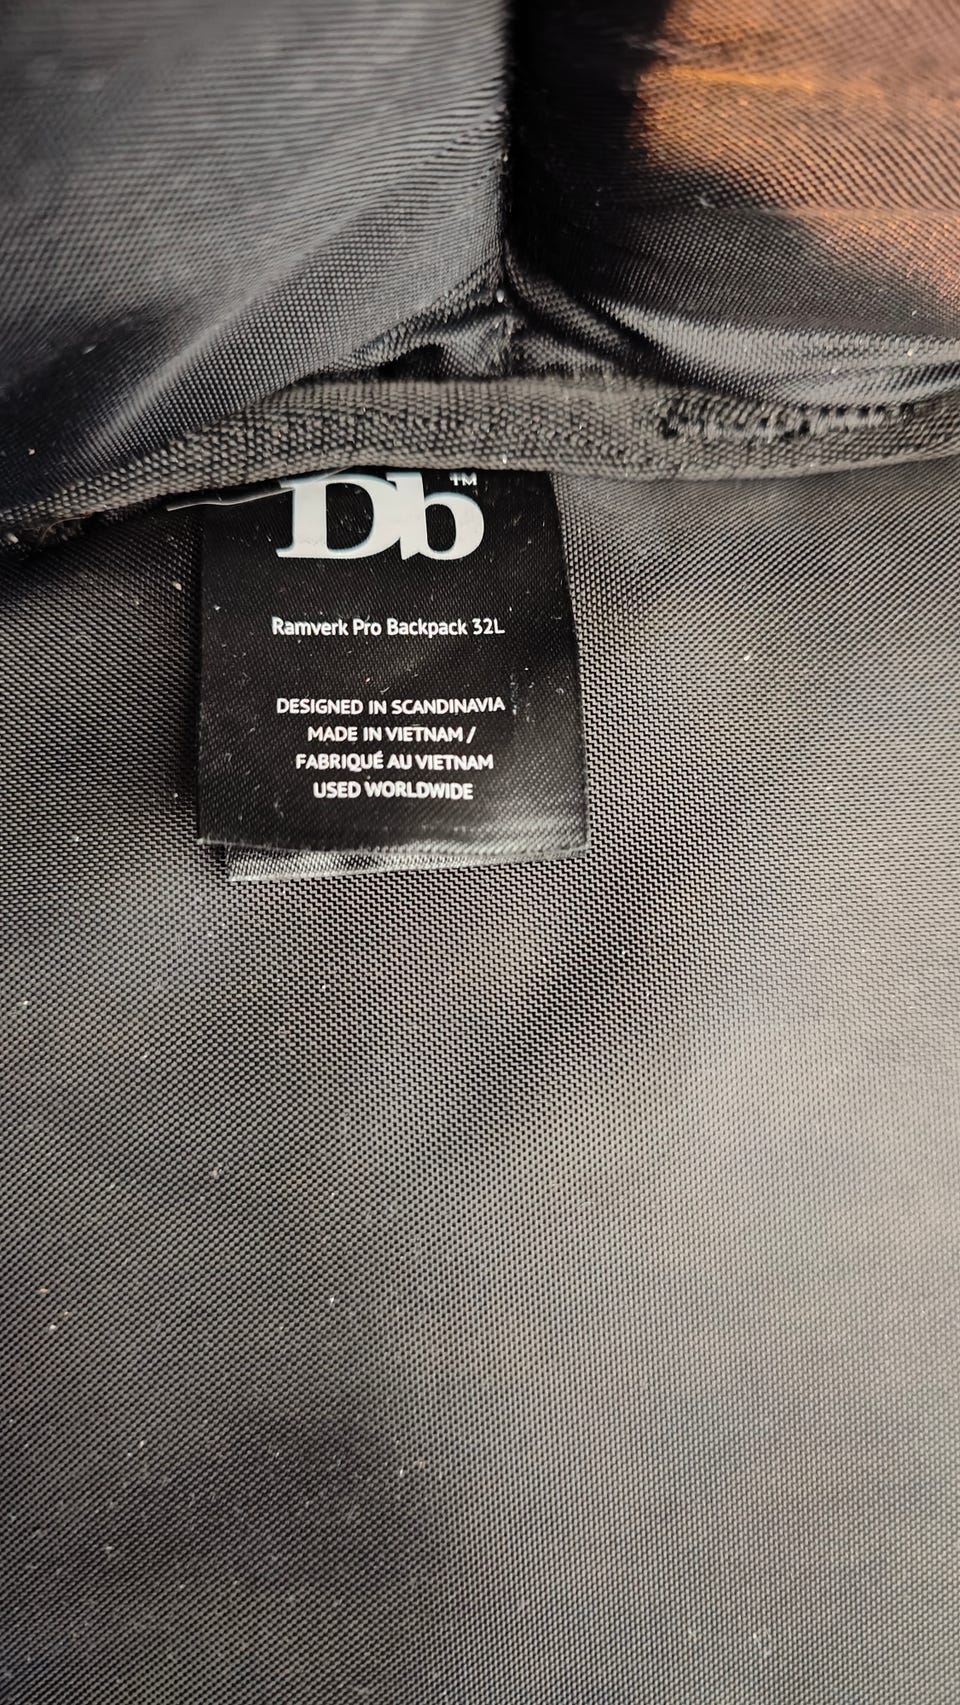 Db™
Ramverk Pro Backpack 32L
DESIGNED IN SCANDINAVIA
MADE IN VIETNAM /
FABRIQUÉ AU VIETNAM
USED WORLDWIDE